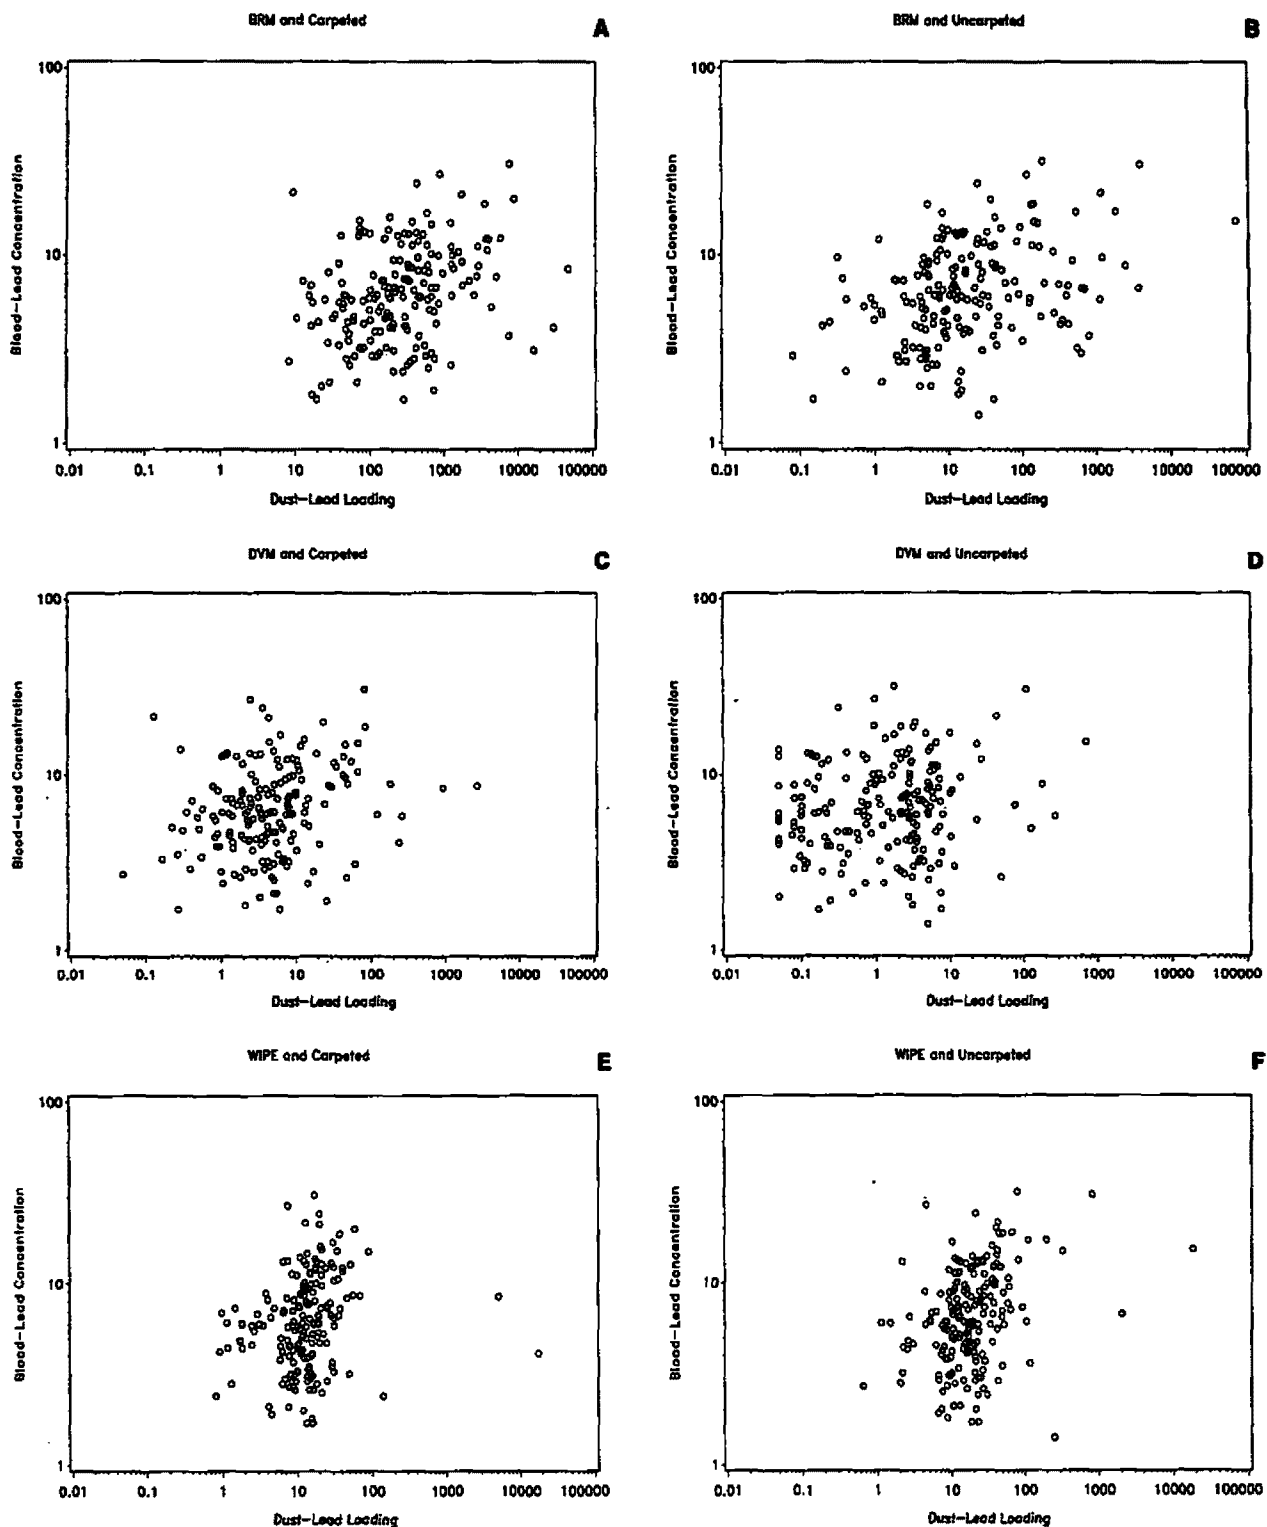 BRM and Carpeted
A
BRM and Uncarpeted
B
100
10
1
Blood-Lead Concentration
0.01 0.1 1 10 100 1000 10000 100000
Dust-Lead Loading
100
10
1
Blood-Lead Concentration
0.01 0.1 1 10 100 1000 10000 100000
Dust-Lead Loading
DVM and Carpeted
C
DVM and Uncarpeted
D
100
10
1
Blood-Lead Concentration
0.01 0.1 1 10 100 1000 10000 100000
Dust-Lead Loading
100
10
1
Blood-Lead Concentration
0.01 0.1 1 10 100 1000 10000 100000
Dust-Lead Loading
WIPE and Carpeted
E
WIPE and Uncarpeted
F
100
10
1
Blood-Lead Concentration
0.01 0.1 1 10 100 1000 10000 100000
Dust-Lead Loading
100
10
1
Blood-Lead Concentration
0.01 0.1 1 10 100 1000 10000 100000
Dust-Lead Loading